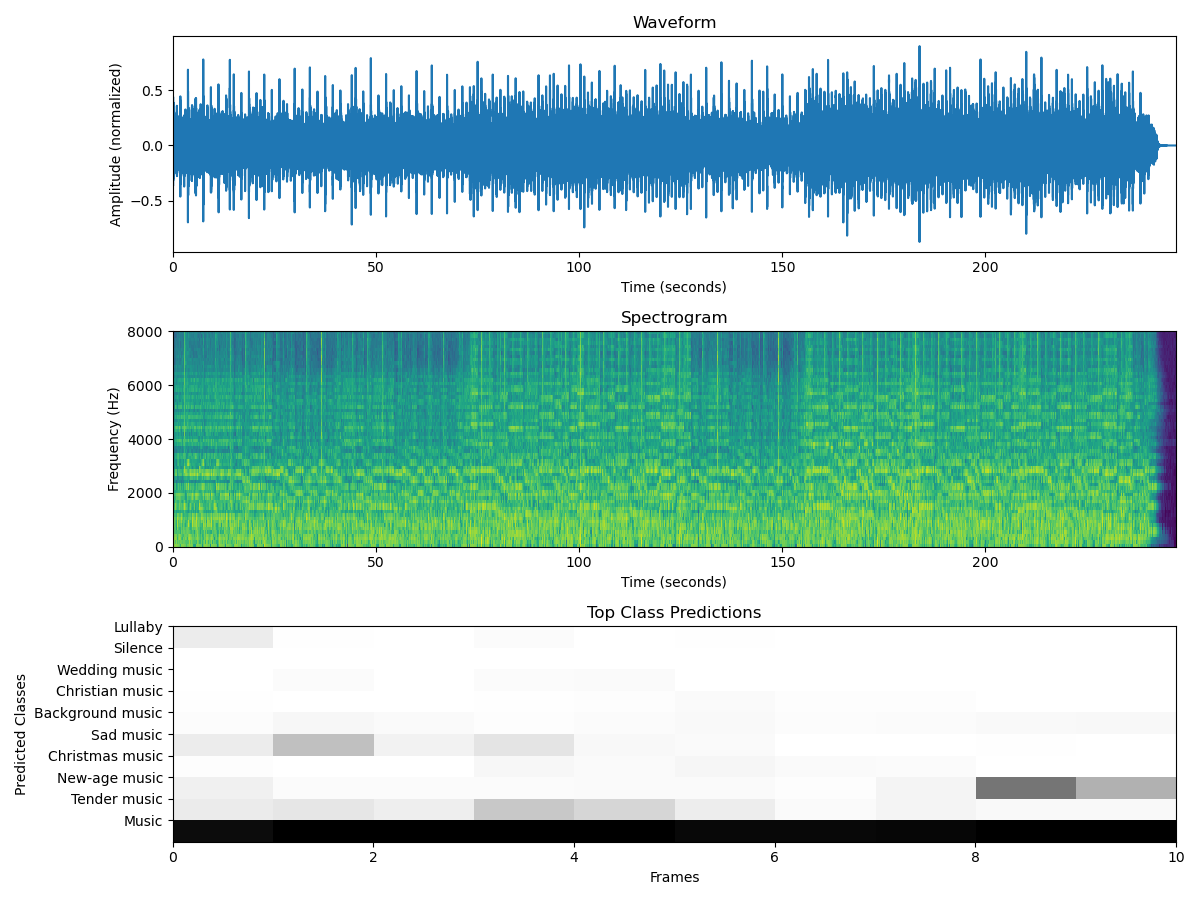 Waveform
Amplitude (normalized)
0.5
0.0
−0.5
0 50 100 150 200
Time (seconds)
Spectrogram
Frequency (Hz)
8000
6000
4000
2000
0
0 50 100 150 200
Time (seconds)
Top Class Predictions
Predicted Classes
Lullaby
Silence
Wedding music
Christian music
Background music
Sad music
Christmas music
New-age music
Tender music
Music
0 2 4 6 8 10
Frames